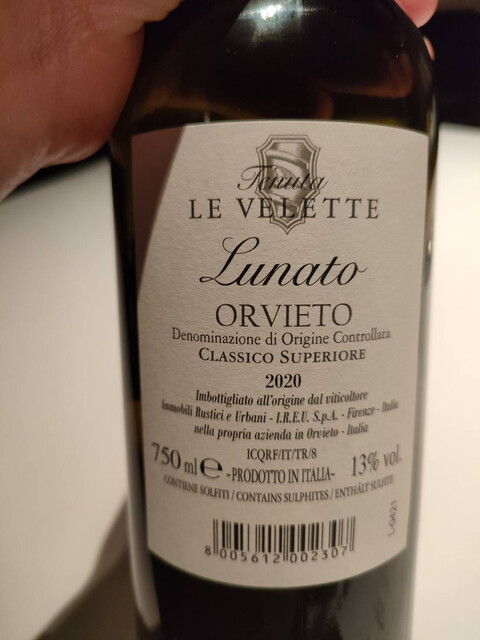 Tenuta
LE VELETTE
Lunato
ORVIETO
Denominazione di Origine Controllata
CLASSICO SUPERIORE
2020
Imbottigliato all'origine dal viticoltore
Immobili Rustici e Urbani - I.R.E.U. S.p.A. - Firenze - Italia
nella propria azienda in Orvieto - Italia
ICQRF/IT/TR/8
750 ml e -PRODOTTO IN ITALIA- 13% vol.
CONTIENE SOLFITI / CONTAINS SULPHITES / ENTHÄLT SULFITE
L-0421
8 005612 002307